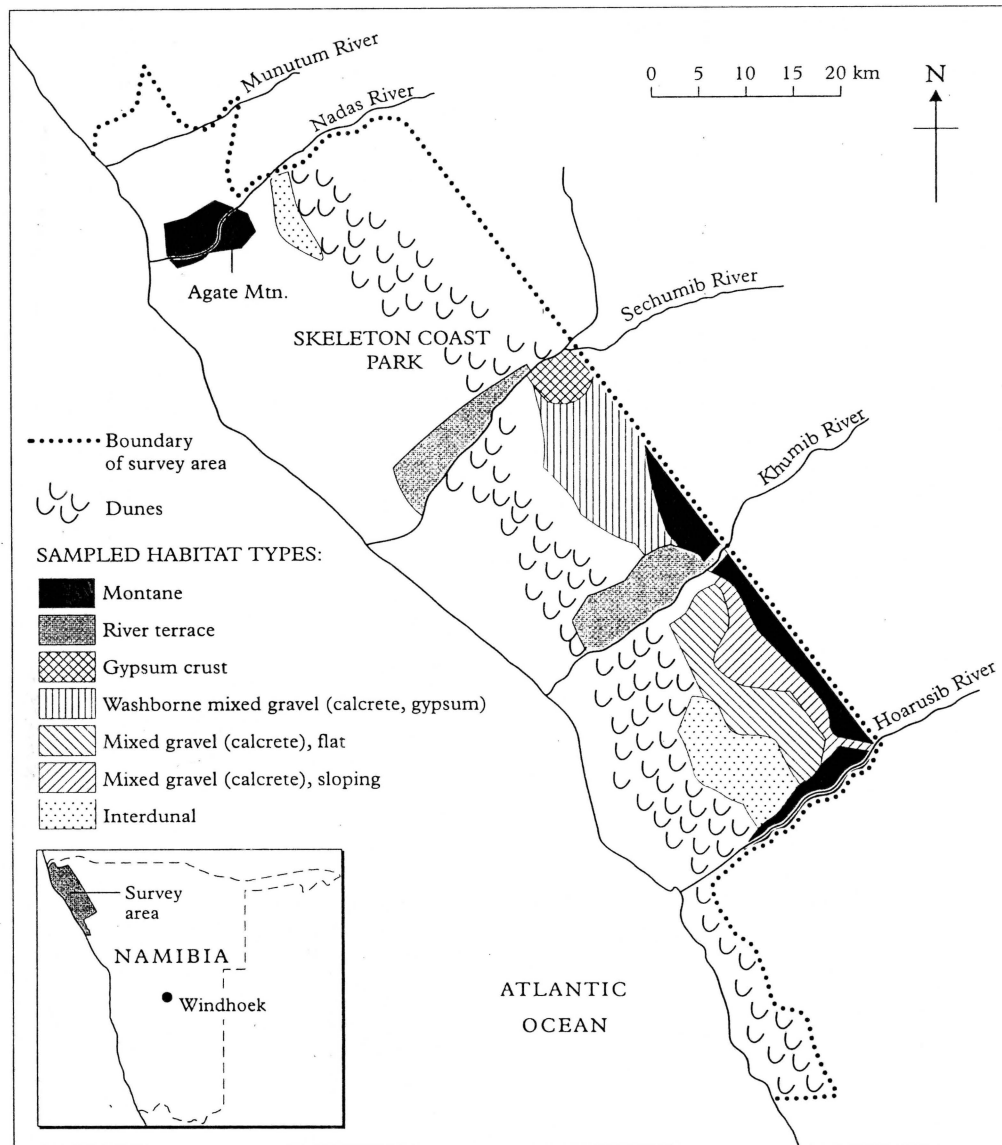 Munutum River
0 5 10 15 20 km
N
Nadas River
Agate Mtn.
Sechumib River
SKELETON COAST
PARK
Khumib River
Boundary
of survey area
Dunes
SAMPLED HABITAT TYPES:
Montane
River terrace
Gypsum crust
Washborne mixed gravel (calcrete, gypsum)
Mixed gravel (calcrete), flat
Mixed gravel (calcrete), sloping
Interdunal
Hoarusib River
Survey
area
NAMIBIA
Windhoek
ATLANTIC
OCEAN